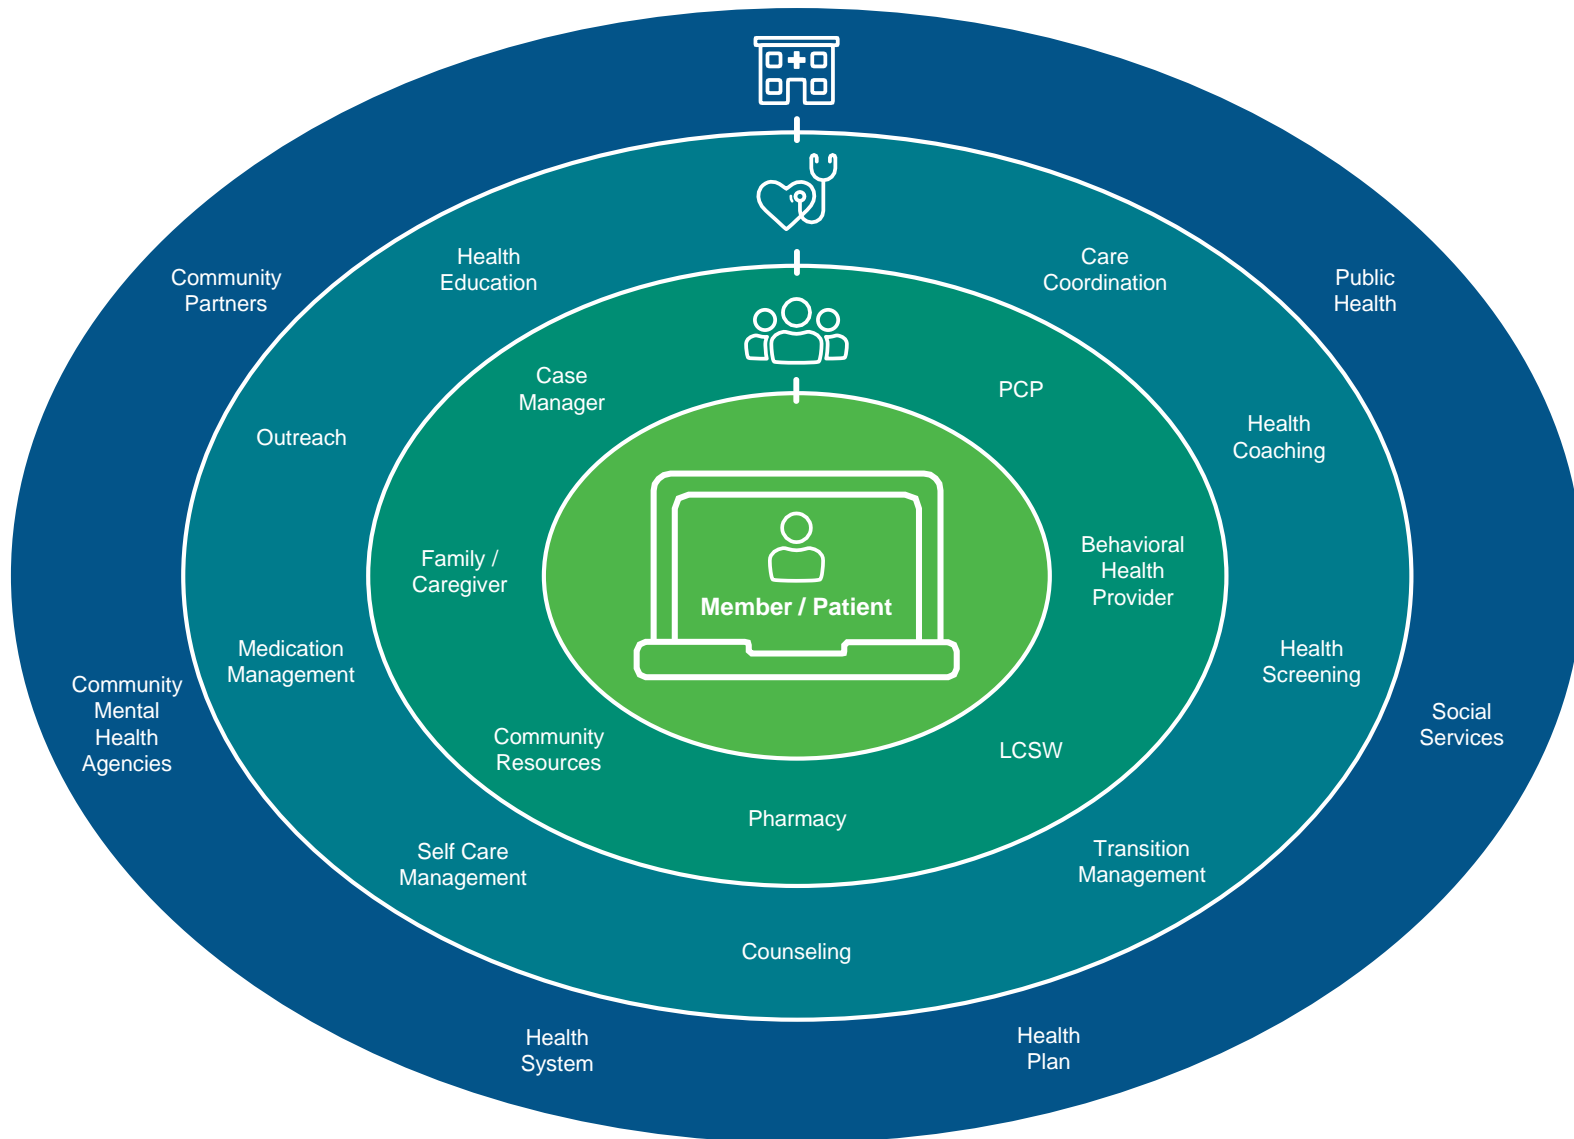 Community
Partners
Health
Education
Care
Coordination
Public
Health
Case
Manager
PCP
Outreach
Health
Coaching
Family /
Caregiver
Member / Patient
Behavioral
Health
Provider
Medication
Management
Health
Screening
Community
Mental
Health
Agencies
Community
Resources
LCSW
Social
Services
Pharmacy
Self Care
Management
Transition
Management
Counseling
Health
System
Health
Plan